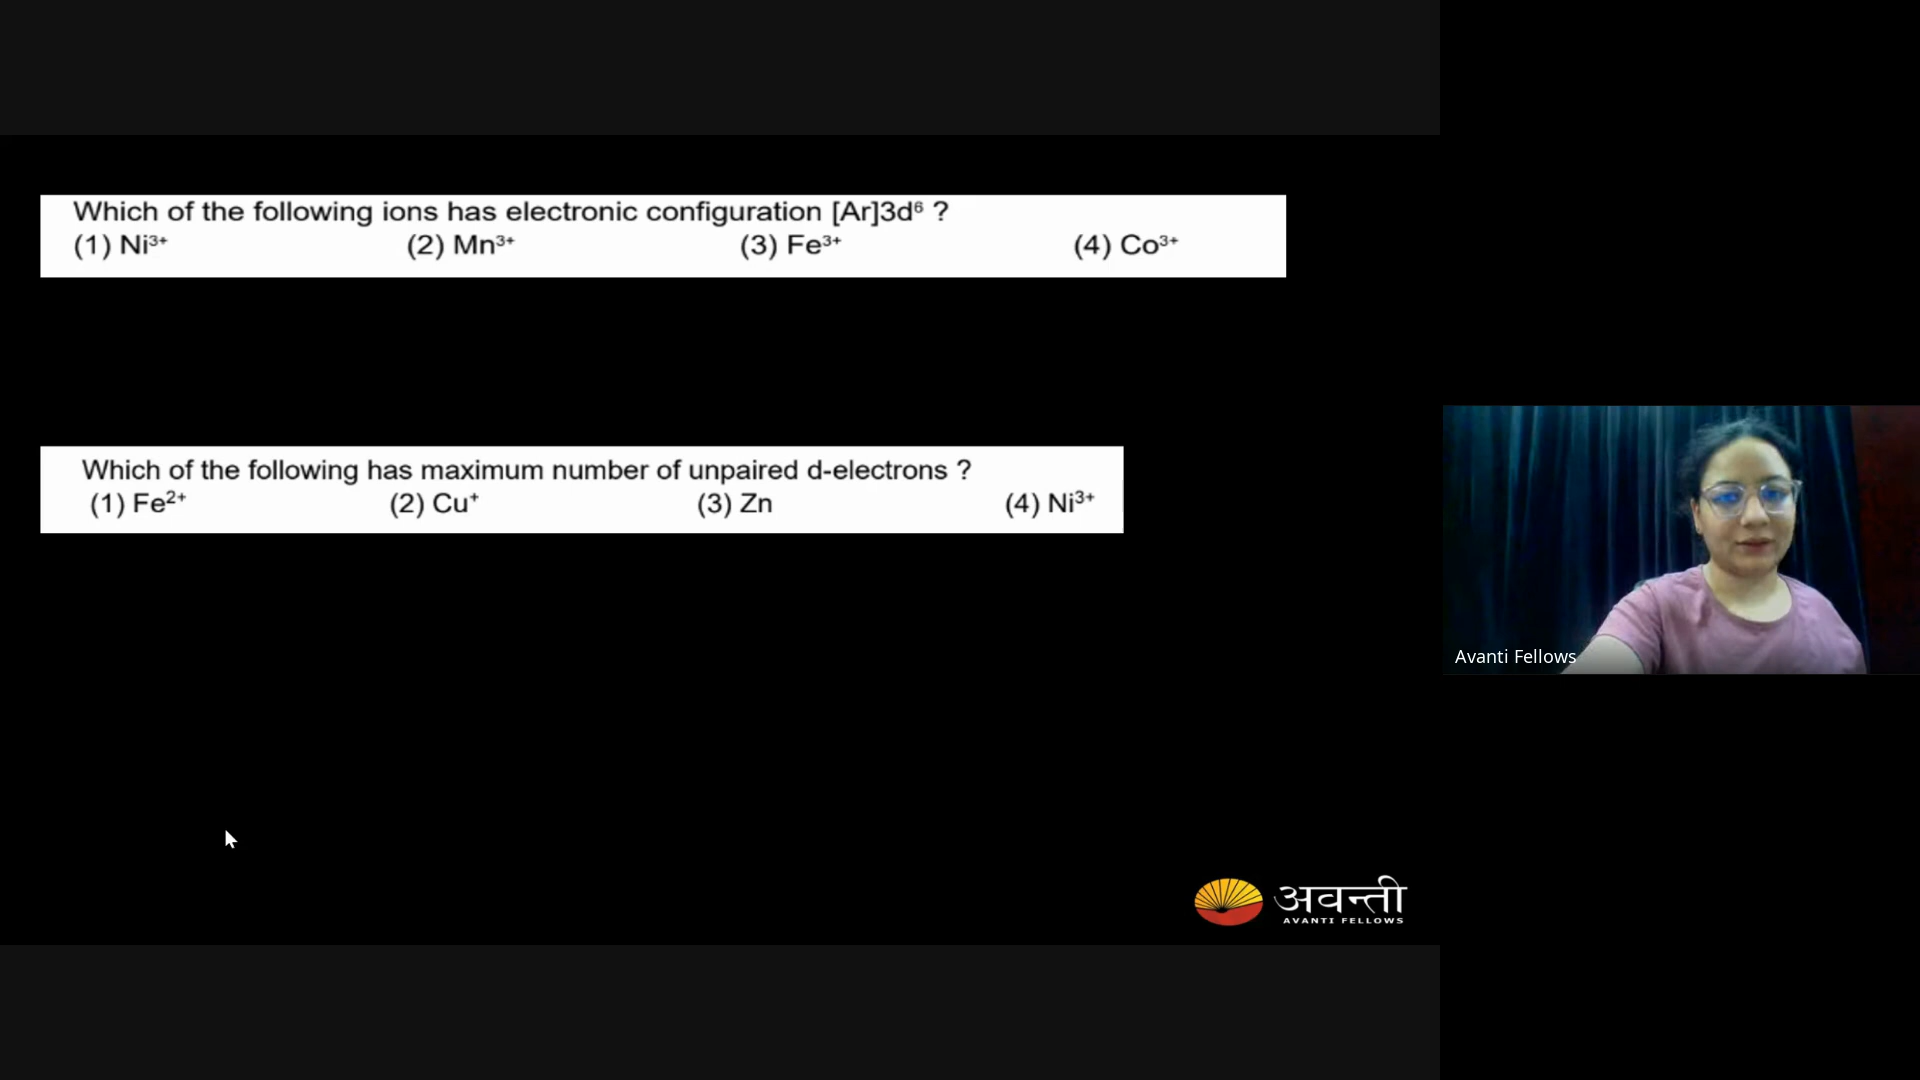 Which of the following ions has electronic configuration [Ar]3d⁶ ?
(1) Ni³⁺ (2) Mn³⁺ (3) Fe³⁺ (4) Co³⁺
Which of the following has maximum number of unpaired d-electrons ?
(1) Fe²⁺ (2) Cu⁺ (3) Zn (4) Ni³⁺
Avanti Fellows
अवन्ती
AVANTI FELLOWS